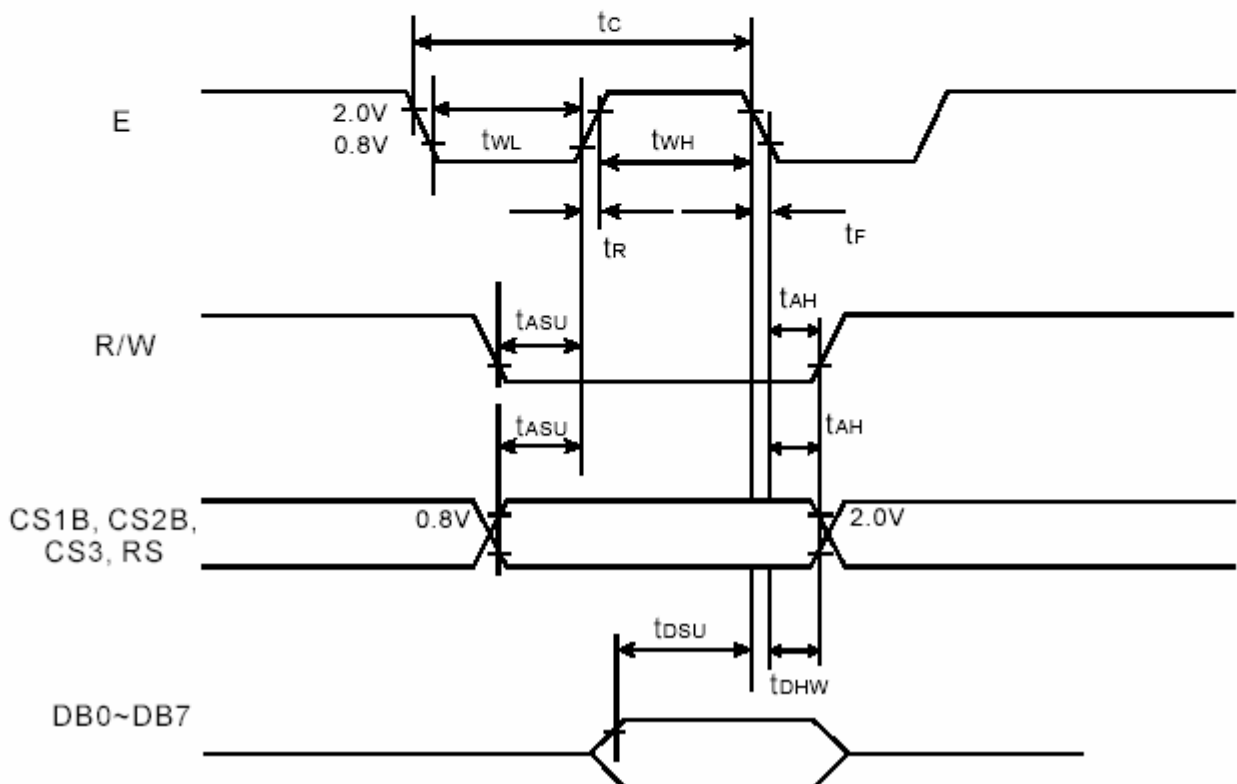 tC
E
2.0V
0.8V
tWL
tWH
tR
tF
R/W
tASU
tAH
tASU
tAH
CS1B, CS2B,
CS3, RS
0.8V
2.0V
tDSU
tDHW
DB0~DB7